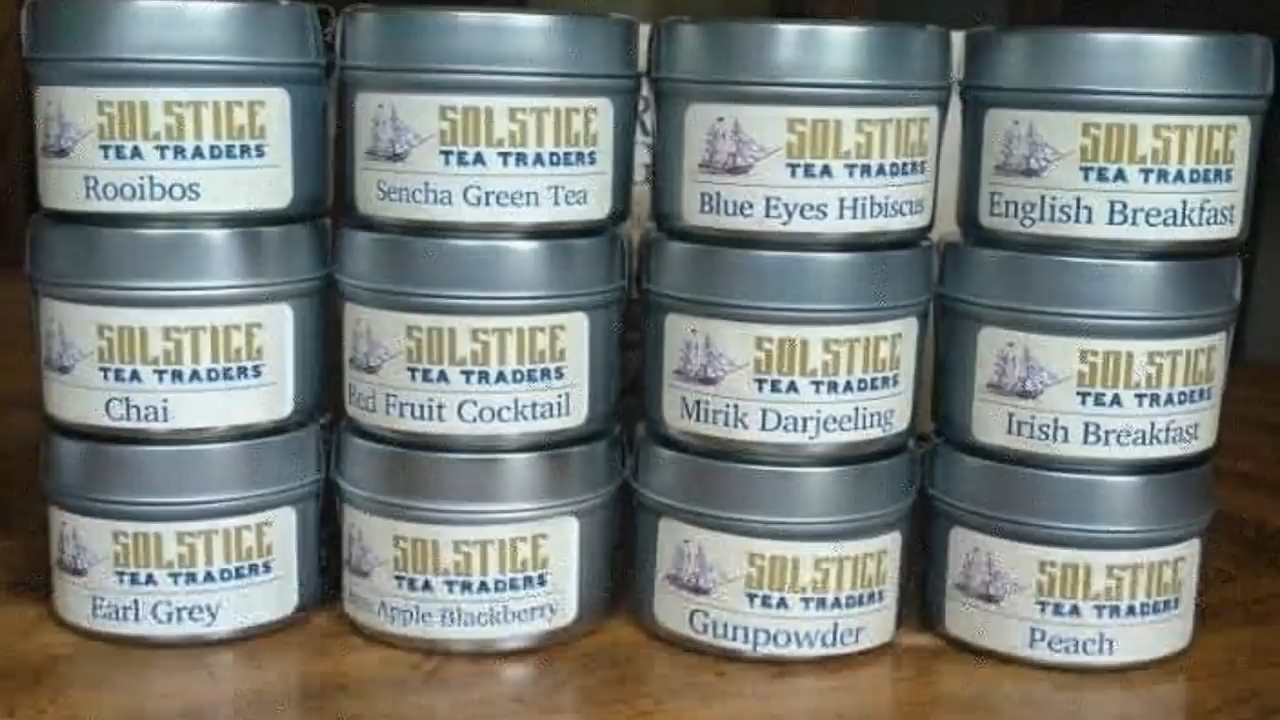 SOLSTICE
TEA TRADERS
Rooibos
SOLSTICE
TEA TRADERS
Sencha Green Tea
SOLSTICE
TEA TRADERS
Blue Eyes Hibiscus
SOLSTICE
TEA TRADERS
English Breakfast
SOLSTICE
TEA TRADERS
Chai
SOLSTICE
TEA TRADERS
Red Fruit Cocktail
SOLSTICE
TEA TRADERS
Mirik Darjeeling
SOLSTICE
TEA TRADERS
Irish Breakfast
SOLSTICE
TEA TRADERS
Earl Grey
SOLSTICE
TEA TRADERS
Apple Blackberry
SOLSTICE
TEA TRADERS
Gunpowder
SOLSTICE
TEA TRADERS
Peach